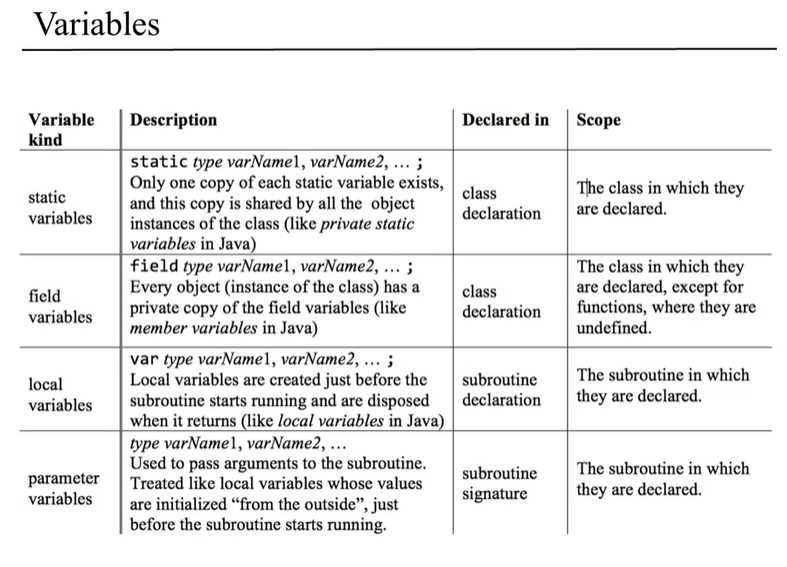 Variables
Variable
kind
Description
Declared in
Scope
static
variables
static type varName1, varName2, ... ;
Only one copy of each static variable exists,
and this copy is shared by all the object
instances of the class (like private static
variables in Java)
class
declaration
The class in which they
are declared.
field
variables
field type varName1, varName2, ... ;
Every object (instance of the class) has a
private copy of the field variables (like
member variables in Java)
class
declaration
The class in which they
are declared, except for
functions, where they are
undefined.
local
variables
var type varName1, varName2, ... ;
Local variables are created just before the
subroutine starts running and are disposed
when it returns (like local variables in Java)
subroutine
declaration
The subroutine in which
they are declared.
parameter
variables
type varName1, varName2, ...
Used to pass arguments to the subroutine.
Treated like local variables whose values
are initialized “from the outside”, just
before the subroutine starts running.
subroutine
signature
The subroutine in which
they are declared.